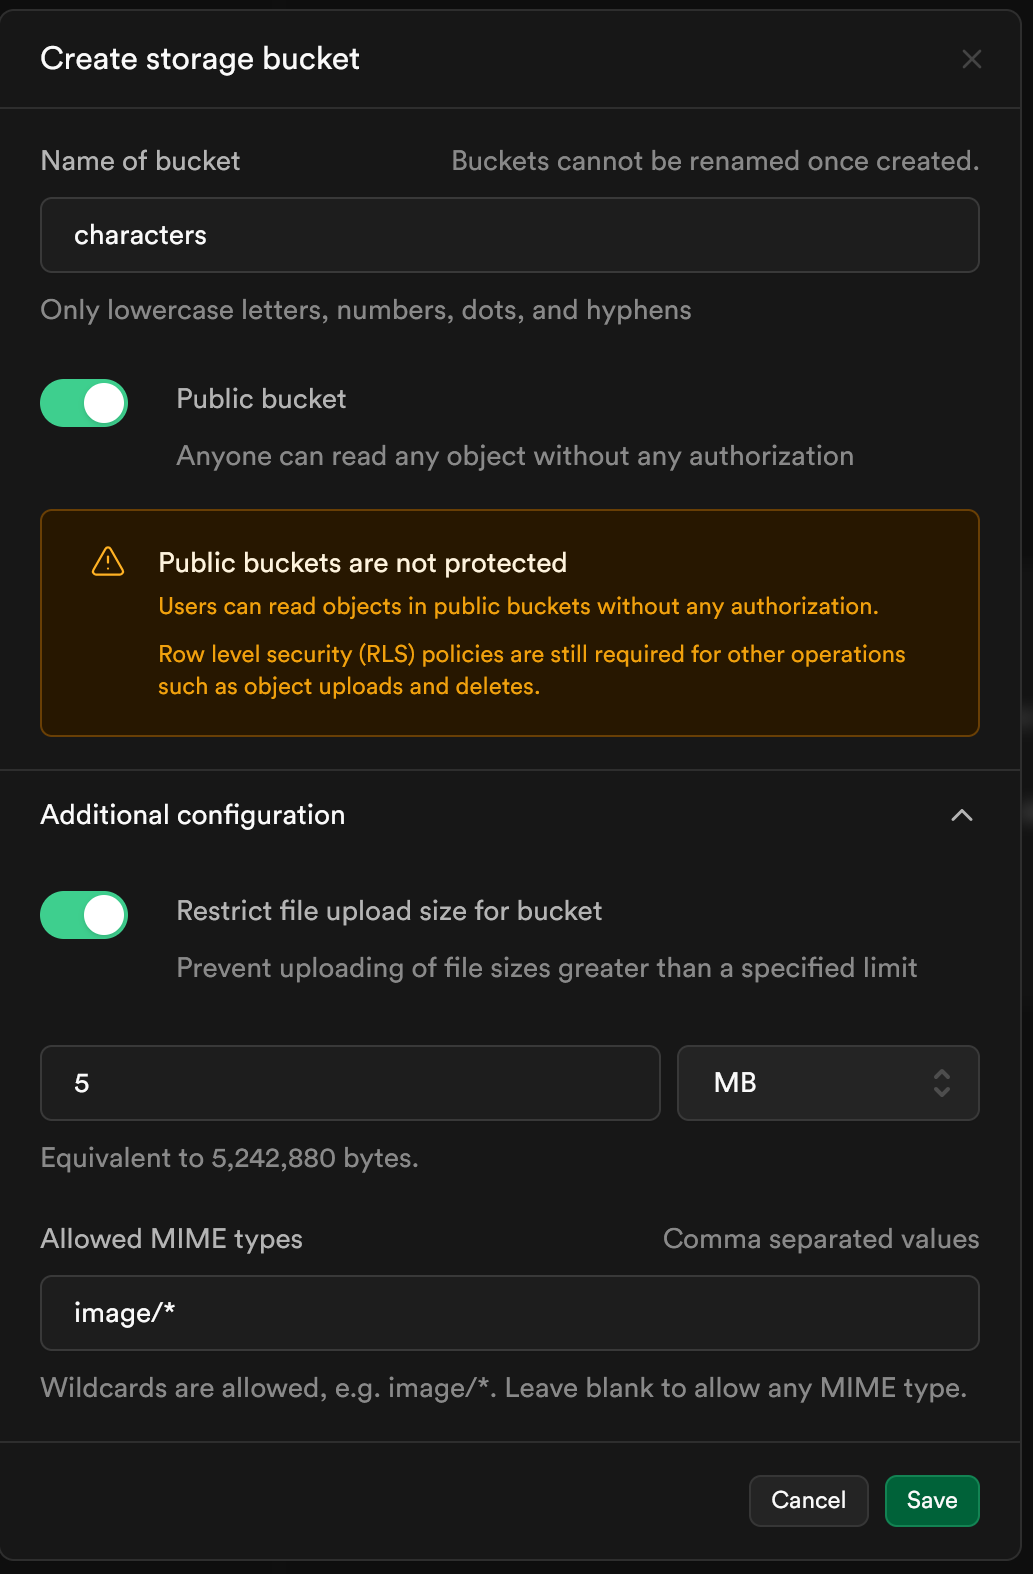 Create storage bucket
Name of bucket
Buckets cannot be renamed once created.
characters
Only lowercase letters, numbers, dots, and hyphens
Public bucket
Anyone can read any object without any authorization
Public buckets are not protected
Users can read objects in public buckets without any authorization.
Row level security (RLS) policies are still required for other operations
such as object uploads and deletes.
Additional configuration
Restrict file upload size for bucket
Prevent uploading of file sizes greater than a specified limit
5
MB
Equivalent to 5,242,880 bytes.
Allowed MIME types
Comma separated values
image/*
Wildcards are allowed, e.g. image/*. Leave blank to allow any MIME type.
Cancel
Save